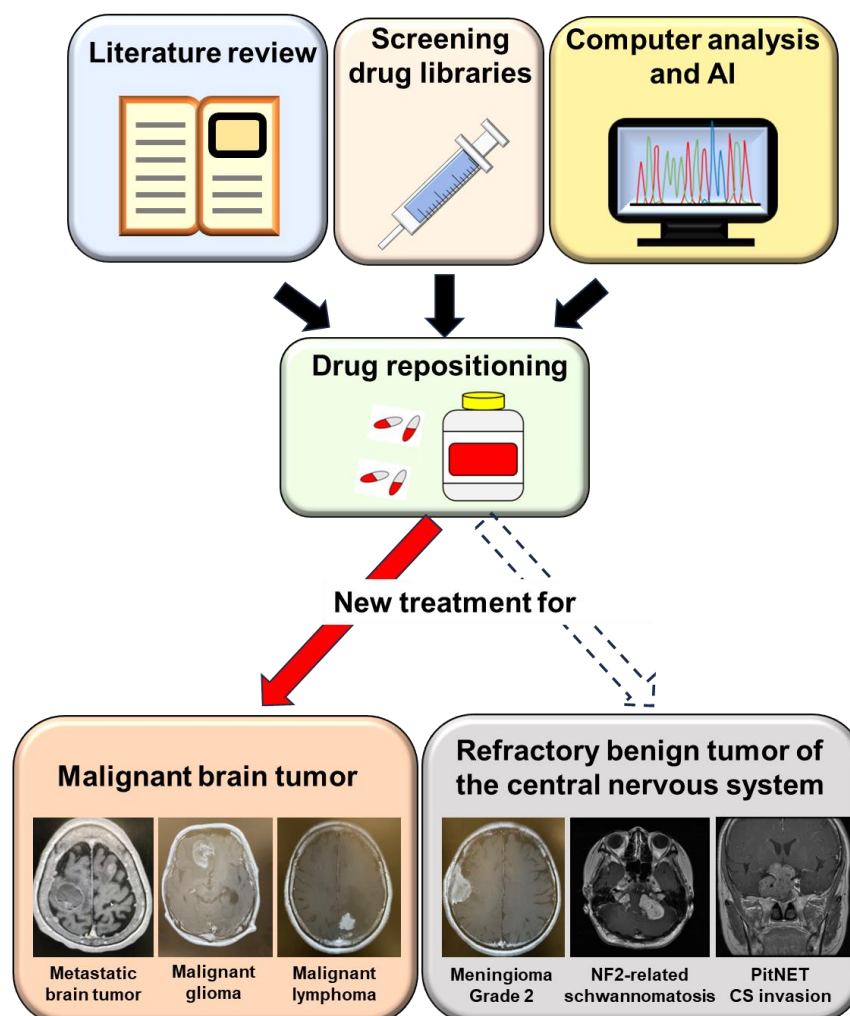 Literature review
Screening
drug libraries
Computer analysis
and AI
Drug repositioning
New treatment for
Malignant brain tumor
Metastatic
brain tumor
Malignant
glioma
Malignant
lymphoma
Refractory benign tumor of
the central nervous system
Meningioma
Grade 2
NF2-related
schwannomatosis
PitNET
CS invasion